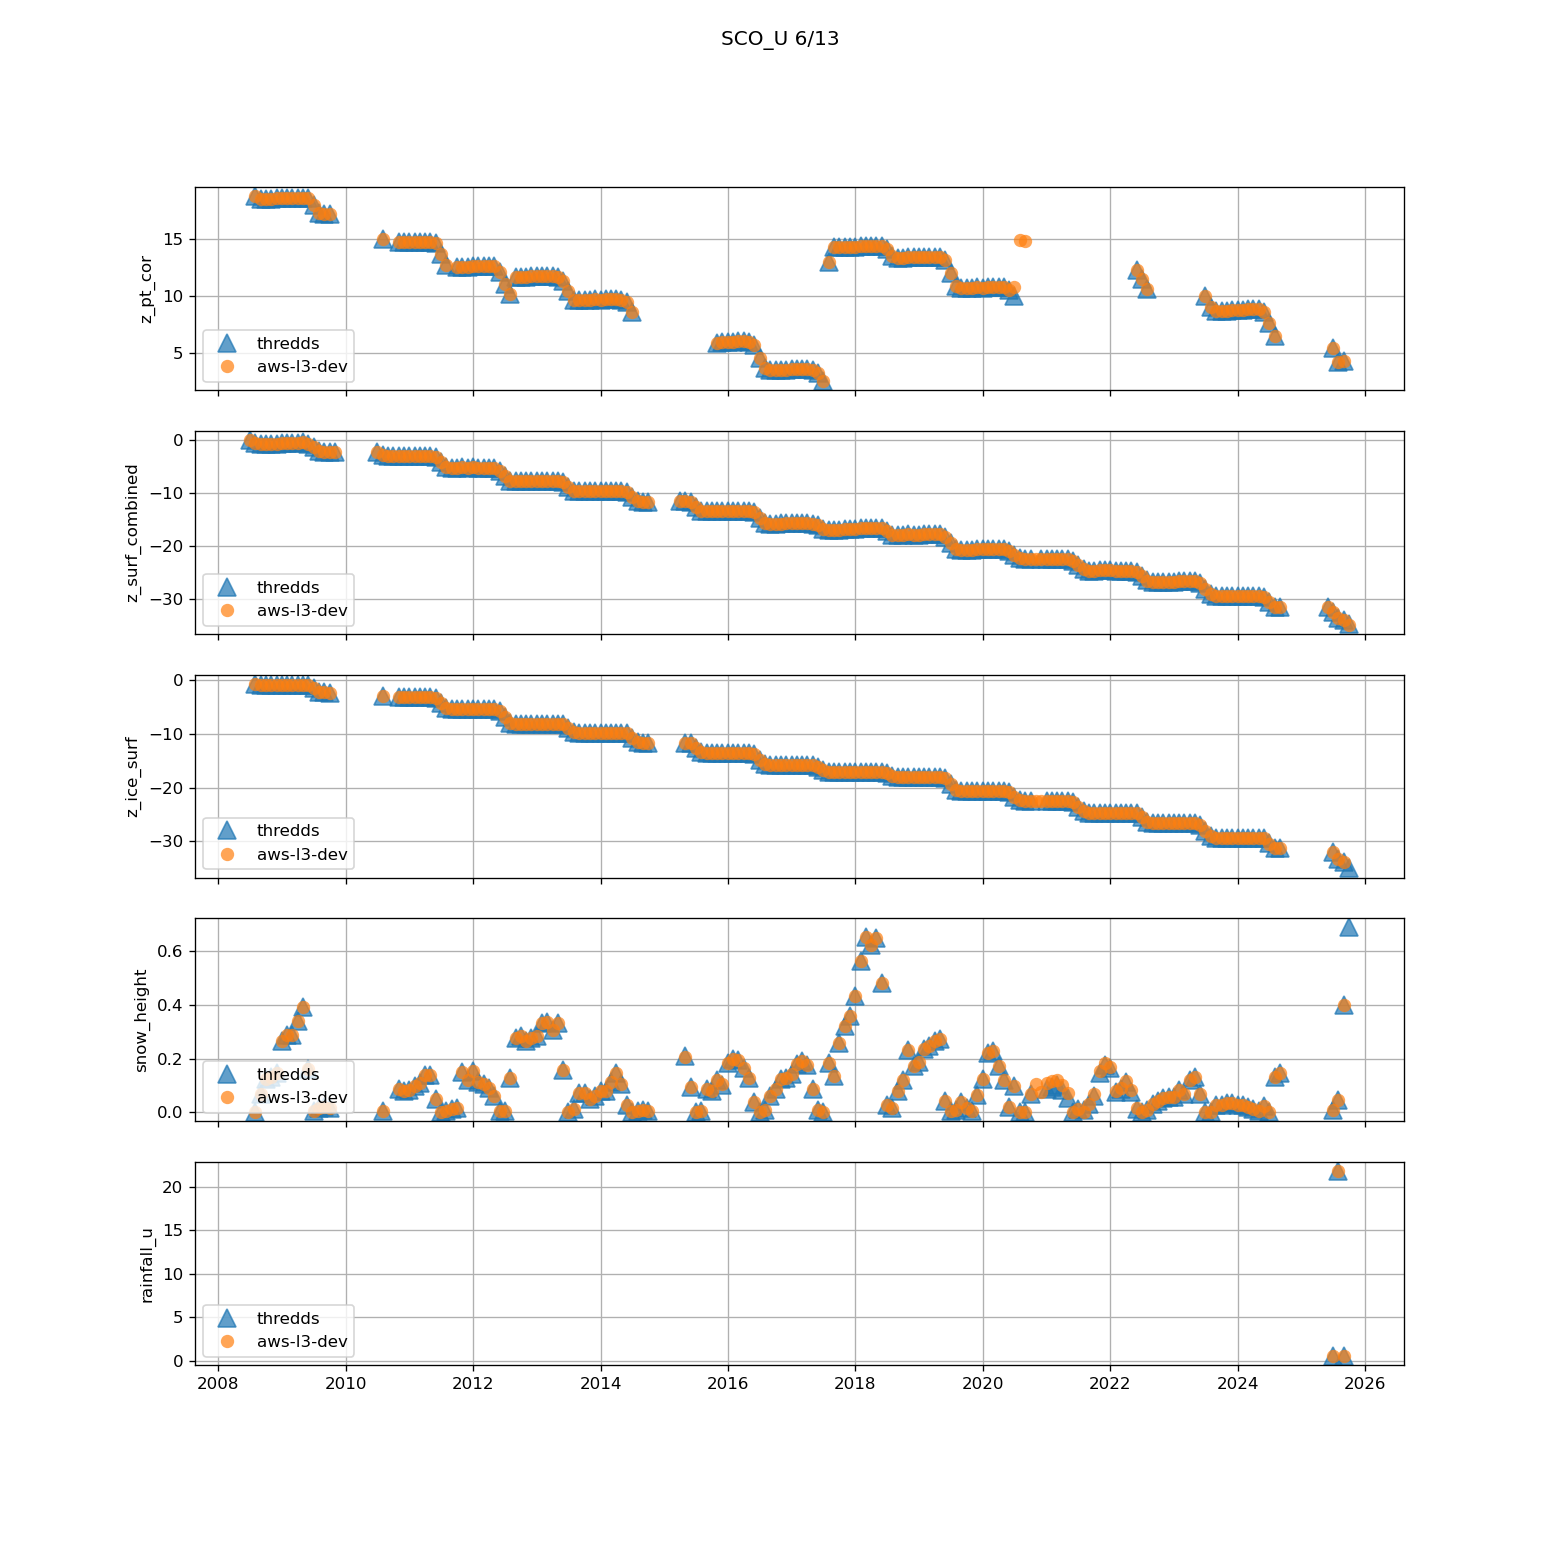 SCO_U 6/13
z_pt_cor
15
10
5
thredds
aws-l3-dev
z_surf_combined
0
−10
−20
−30
thredds
aws-l3-dev
z_ice_surf
0
−10
−20
−30
thredds
aws-l3-dev
snow_height
0.6
0.4
0.2
0.0
thredds
aws-l3-dev
rainfall_u
20
15
10
5
0
thredds
aws-l3-dev
2008 2010 2012 2014 2016 2018 2020 2022 2024 2026